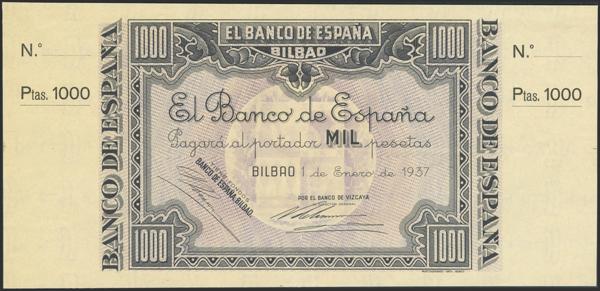 N.º
Ptas. 1000
BANCO DE ESPAÑA
1000
EL BANCO DE ESPAÑA
BILBAO
1000
El Banco de España
Pagará al portador MIL pesetas
BILBAO 1 de Enero de 1937
BANCO DE ESPAÑA, BILBAO
POR EL BANCO DE VIZCAYA
1000
1000
BANCO DE ESPAÑA
N.º
Ptas. 1000